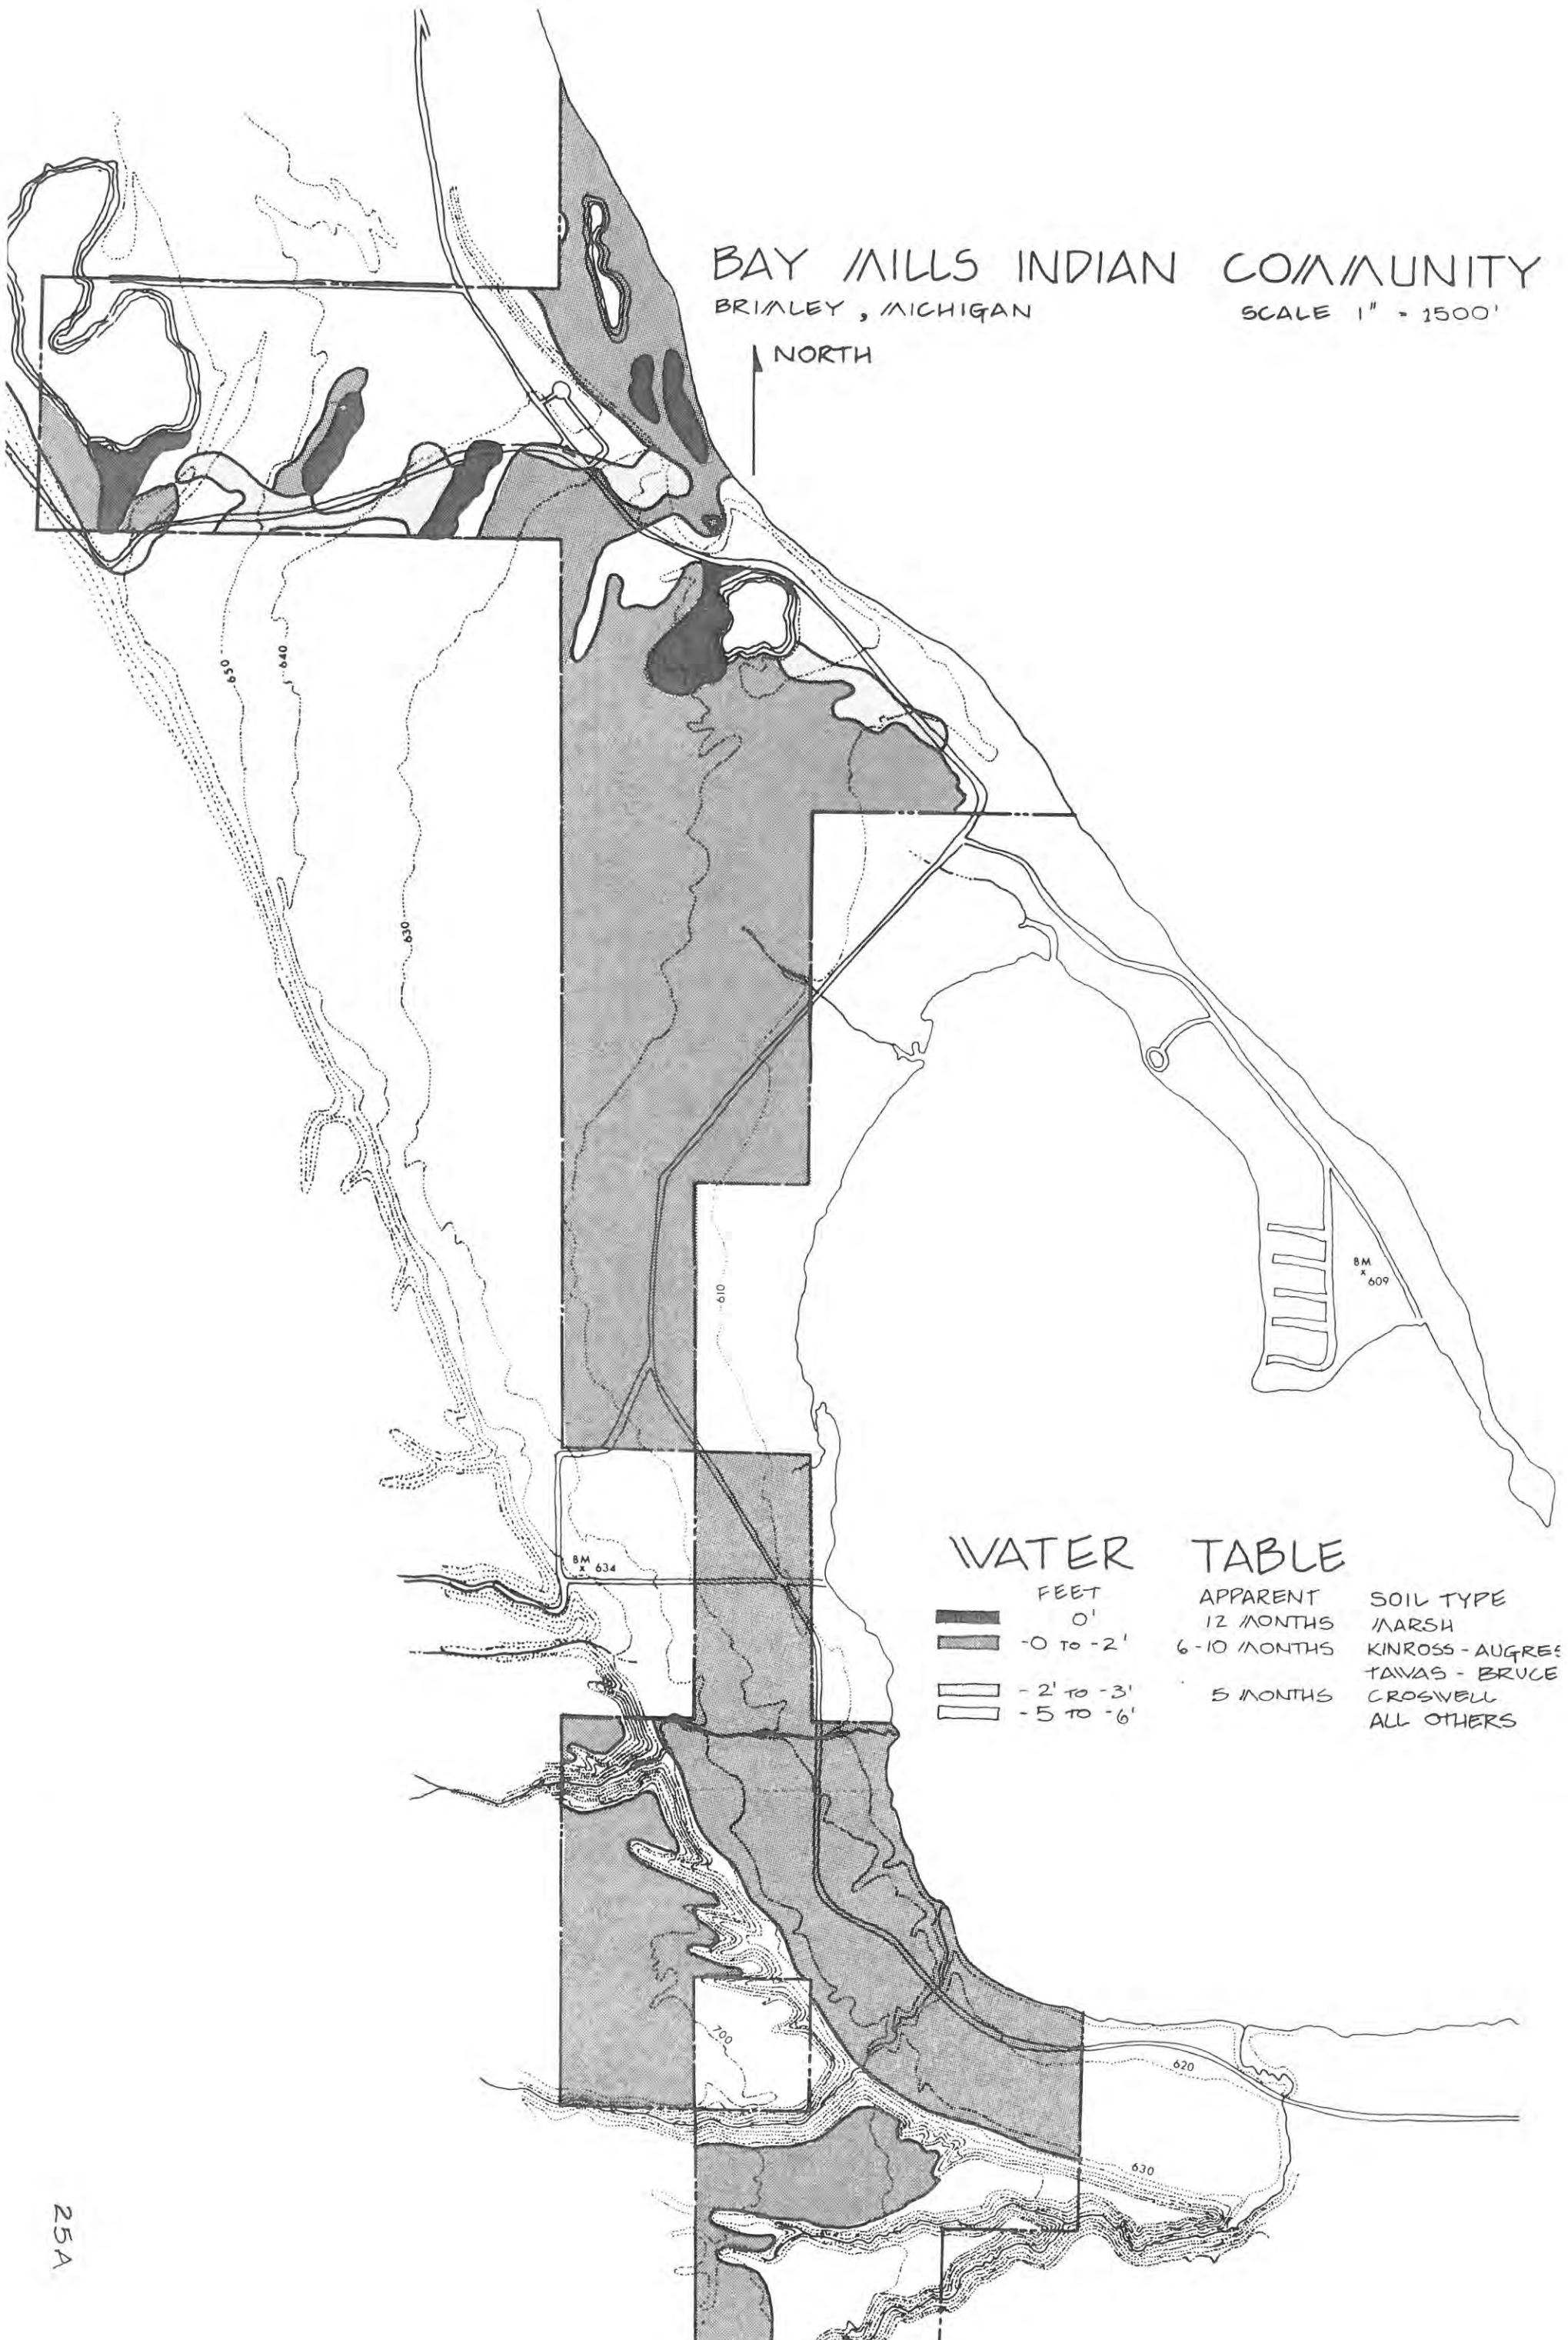 BAY MILLS INDIAN COMMUNITY
BRIMLEY, MICHIGAN
SCALE 1" = 1500'
NORTH
650
640
630
610
BM
x 609
BM
x 634
WATER TABLE
FEET APPARENT SOIL TYPE
0' 12 MONTHS MARSH
-0 TO -2' 6-10 MONTHS KINROSS - AUGRES
TAWAS - BRUCE
-2' TO -3' 5 MONTHS CROSWELL
-5 TO -6' ALL OTHERS
700
620
630
25A